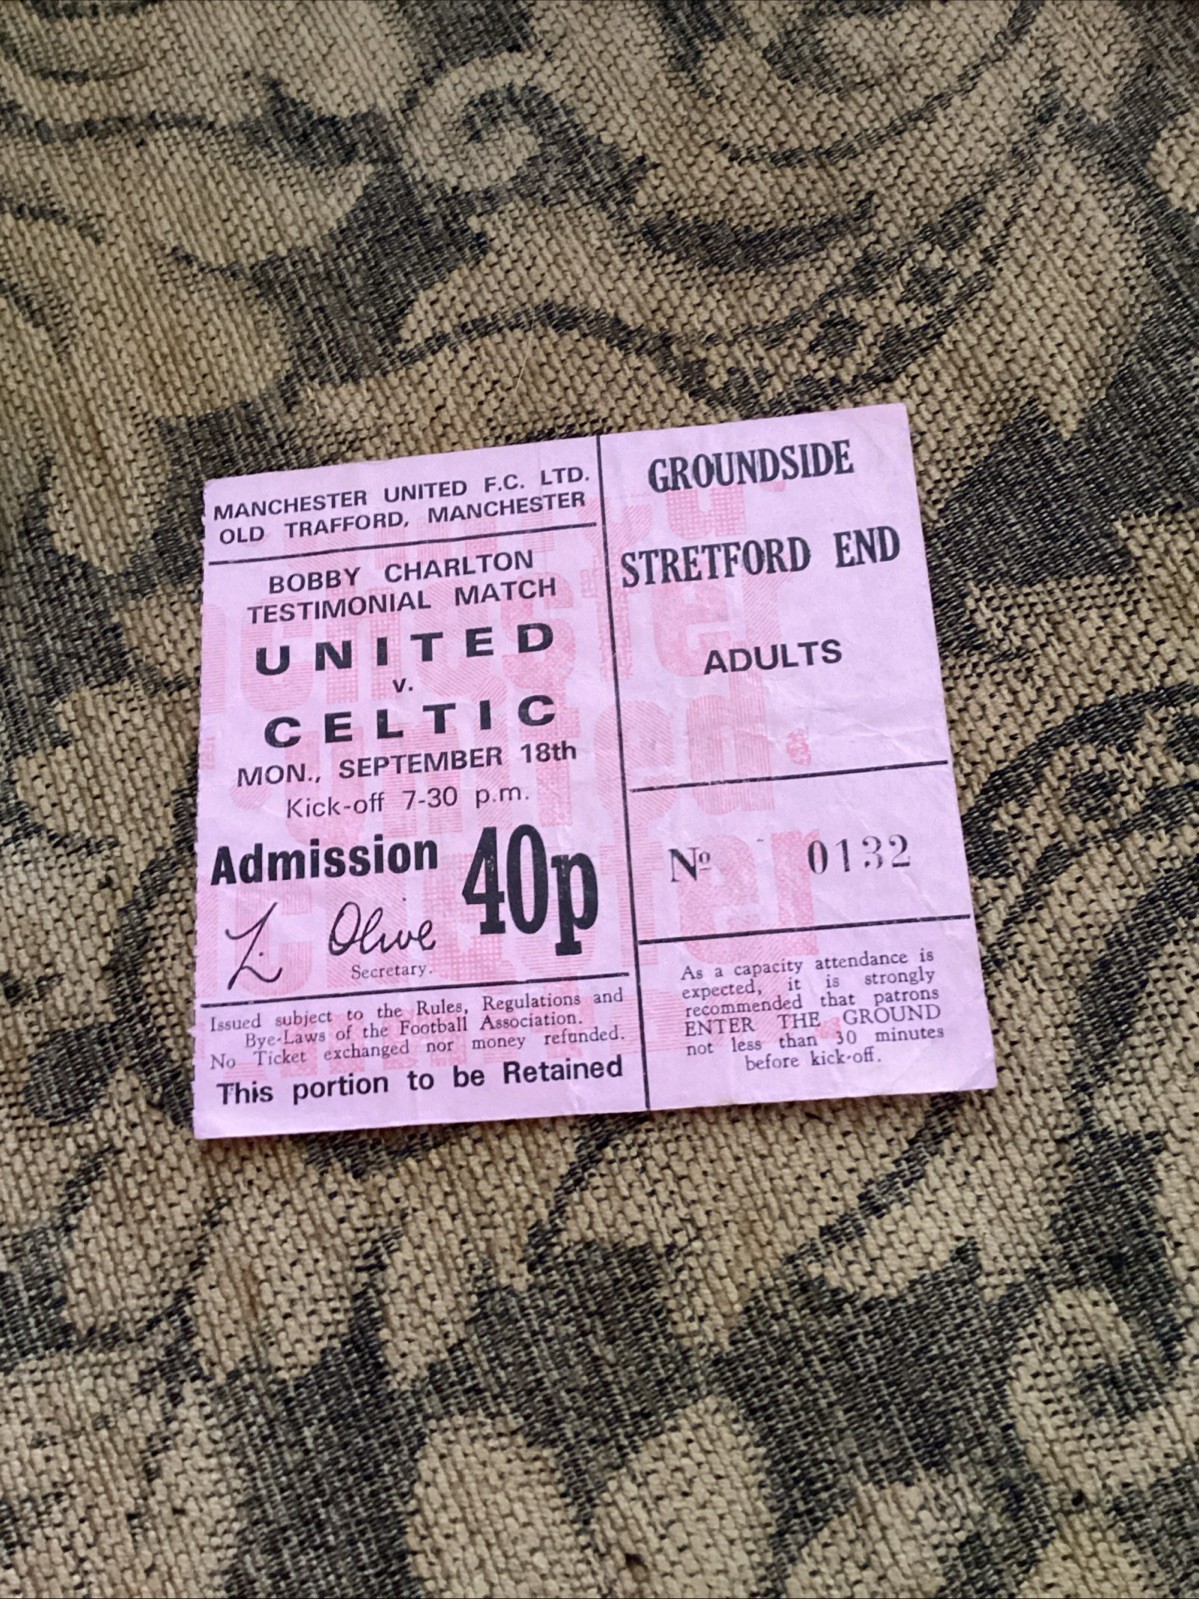 MANCHESTER UNITED F.C. LTD.
OLD TRAFFORD, MANCHESTER
BOBBY CHARLTON
TESTIMONIAL MATCH
UNITED
v.
CELTIC
MON., SEPTEMBER 18th
Kick-off 7-30 p.m.
Admission 40p
L. Olive
Secretary.
Issued subject to the Rules, Regulations and
Bye-Laws of the Football Association.
No Ticket exchanged nor money refunded.
This portion to be Retained
GROUNDSIDE
STRETFORD END
ADULTS
Nº 0132
As a capacity attendance is
expected, it is strongly
recommended that patrons
ENTER THE GROUND
not less than 30 minutes
before kick-off.